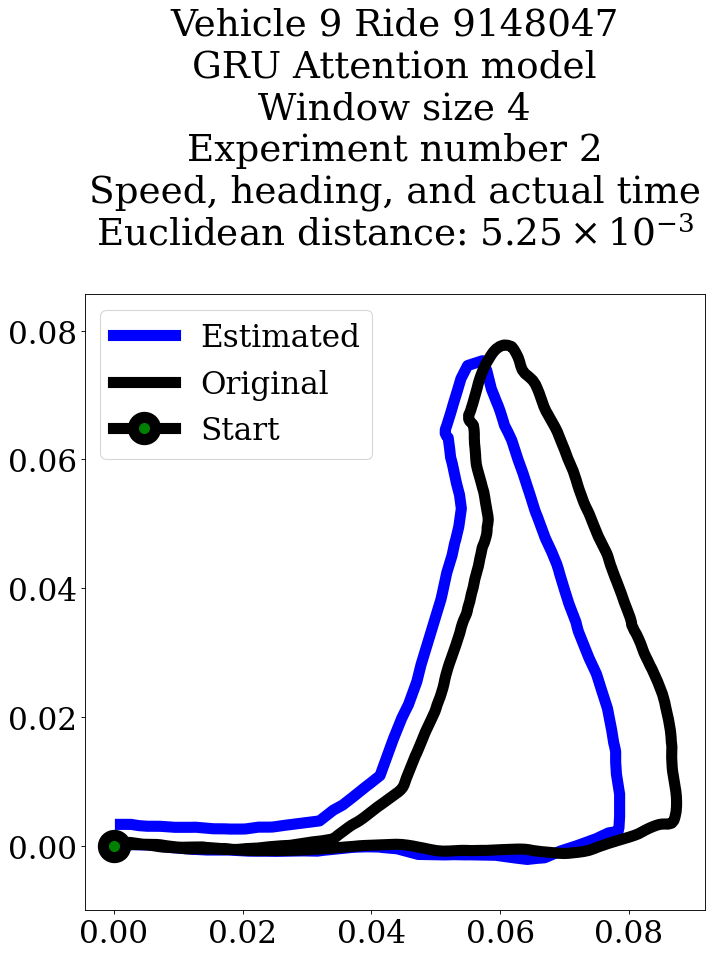 Vehicle 9 Ride 9148047
GRU Attention model
Window size 4
Experiment number 2
Speed, heading, and actual time
Euclidean distance: 5.25 × 10⁻³
Estimated
Original
Start
0.08
0.06
0.04
0.02
0.00
0.00 0.02 0.04 0.06 0.08